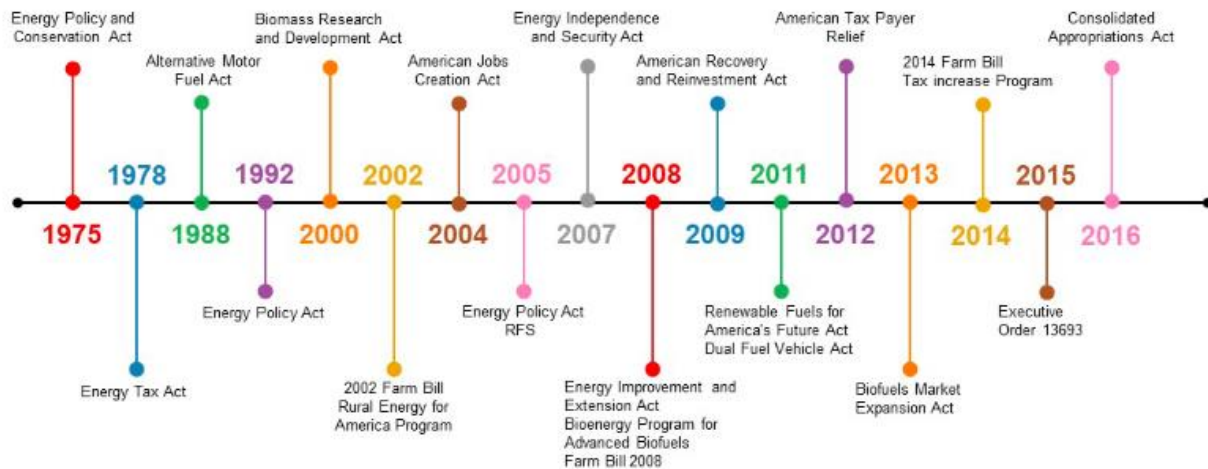 Energy Policy and
Conservation Act
Alternative Motor
Fuel Act
Biomass Research
and Development Act
American Jobs
Creation Act
Energy Independence
and Security Act
American Recovery
and Reinvestment Act
American Tax Payer
Relief
2014 Farm Bill
Tax increase Program
Consolidated
Appropriations Act
1978
1992
2002
2005
2008
2011
2013
2015
1975
1988
2000
2004
2007
2009
2012
2014
2016
Energy Tax Act
Energy Policy Act
2002 Farm Bill
Rural Energy for
America Program
Energy Policy Act
RFS
Energy Improvement and
Extension Act
Bioenergy Program for
Advanced Biofuels
Farm Bill 2008
Renewable Fuels for
America's Future Act
Dual Fuel Vehicle Act
Biofuels Market
Expansion Act
Executive
Order 13693